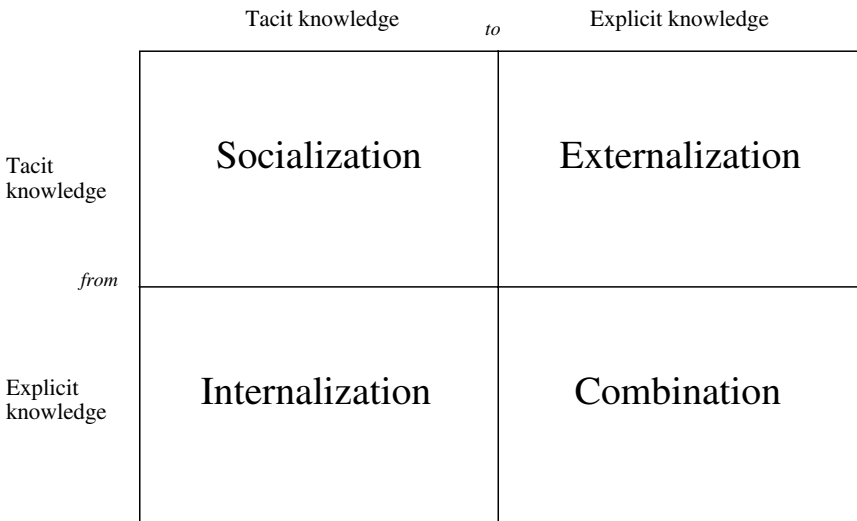 Tacit knowledge to Explicit knowledge
Tacit
knowledge
Socialization Externalization
from
Explicit
knowledge
Internalization Combination